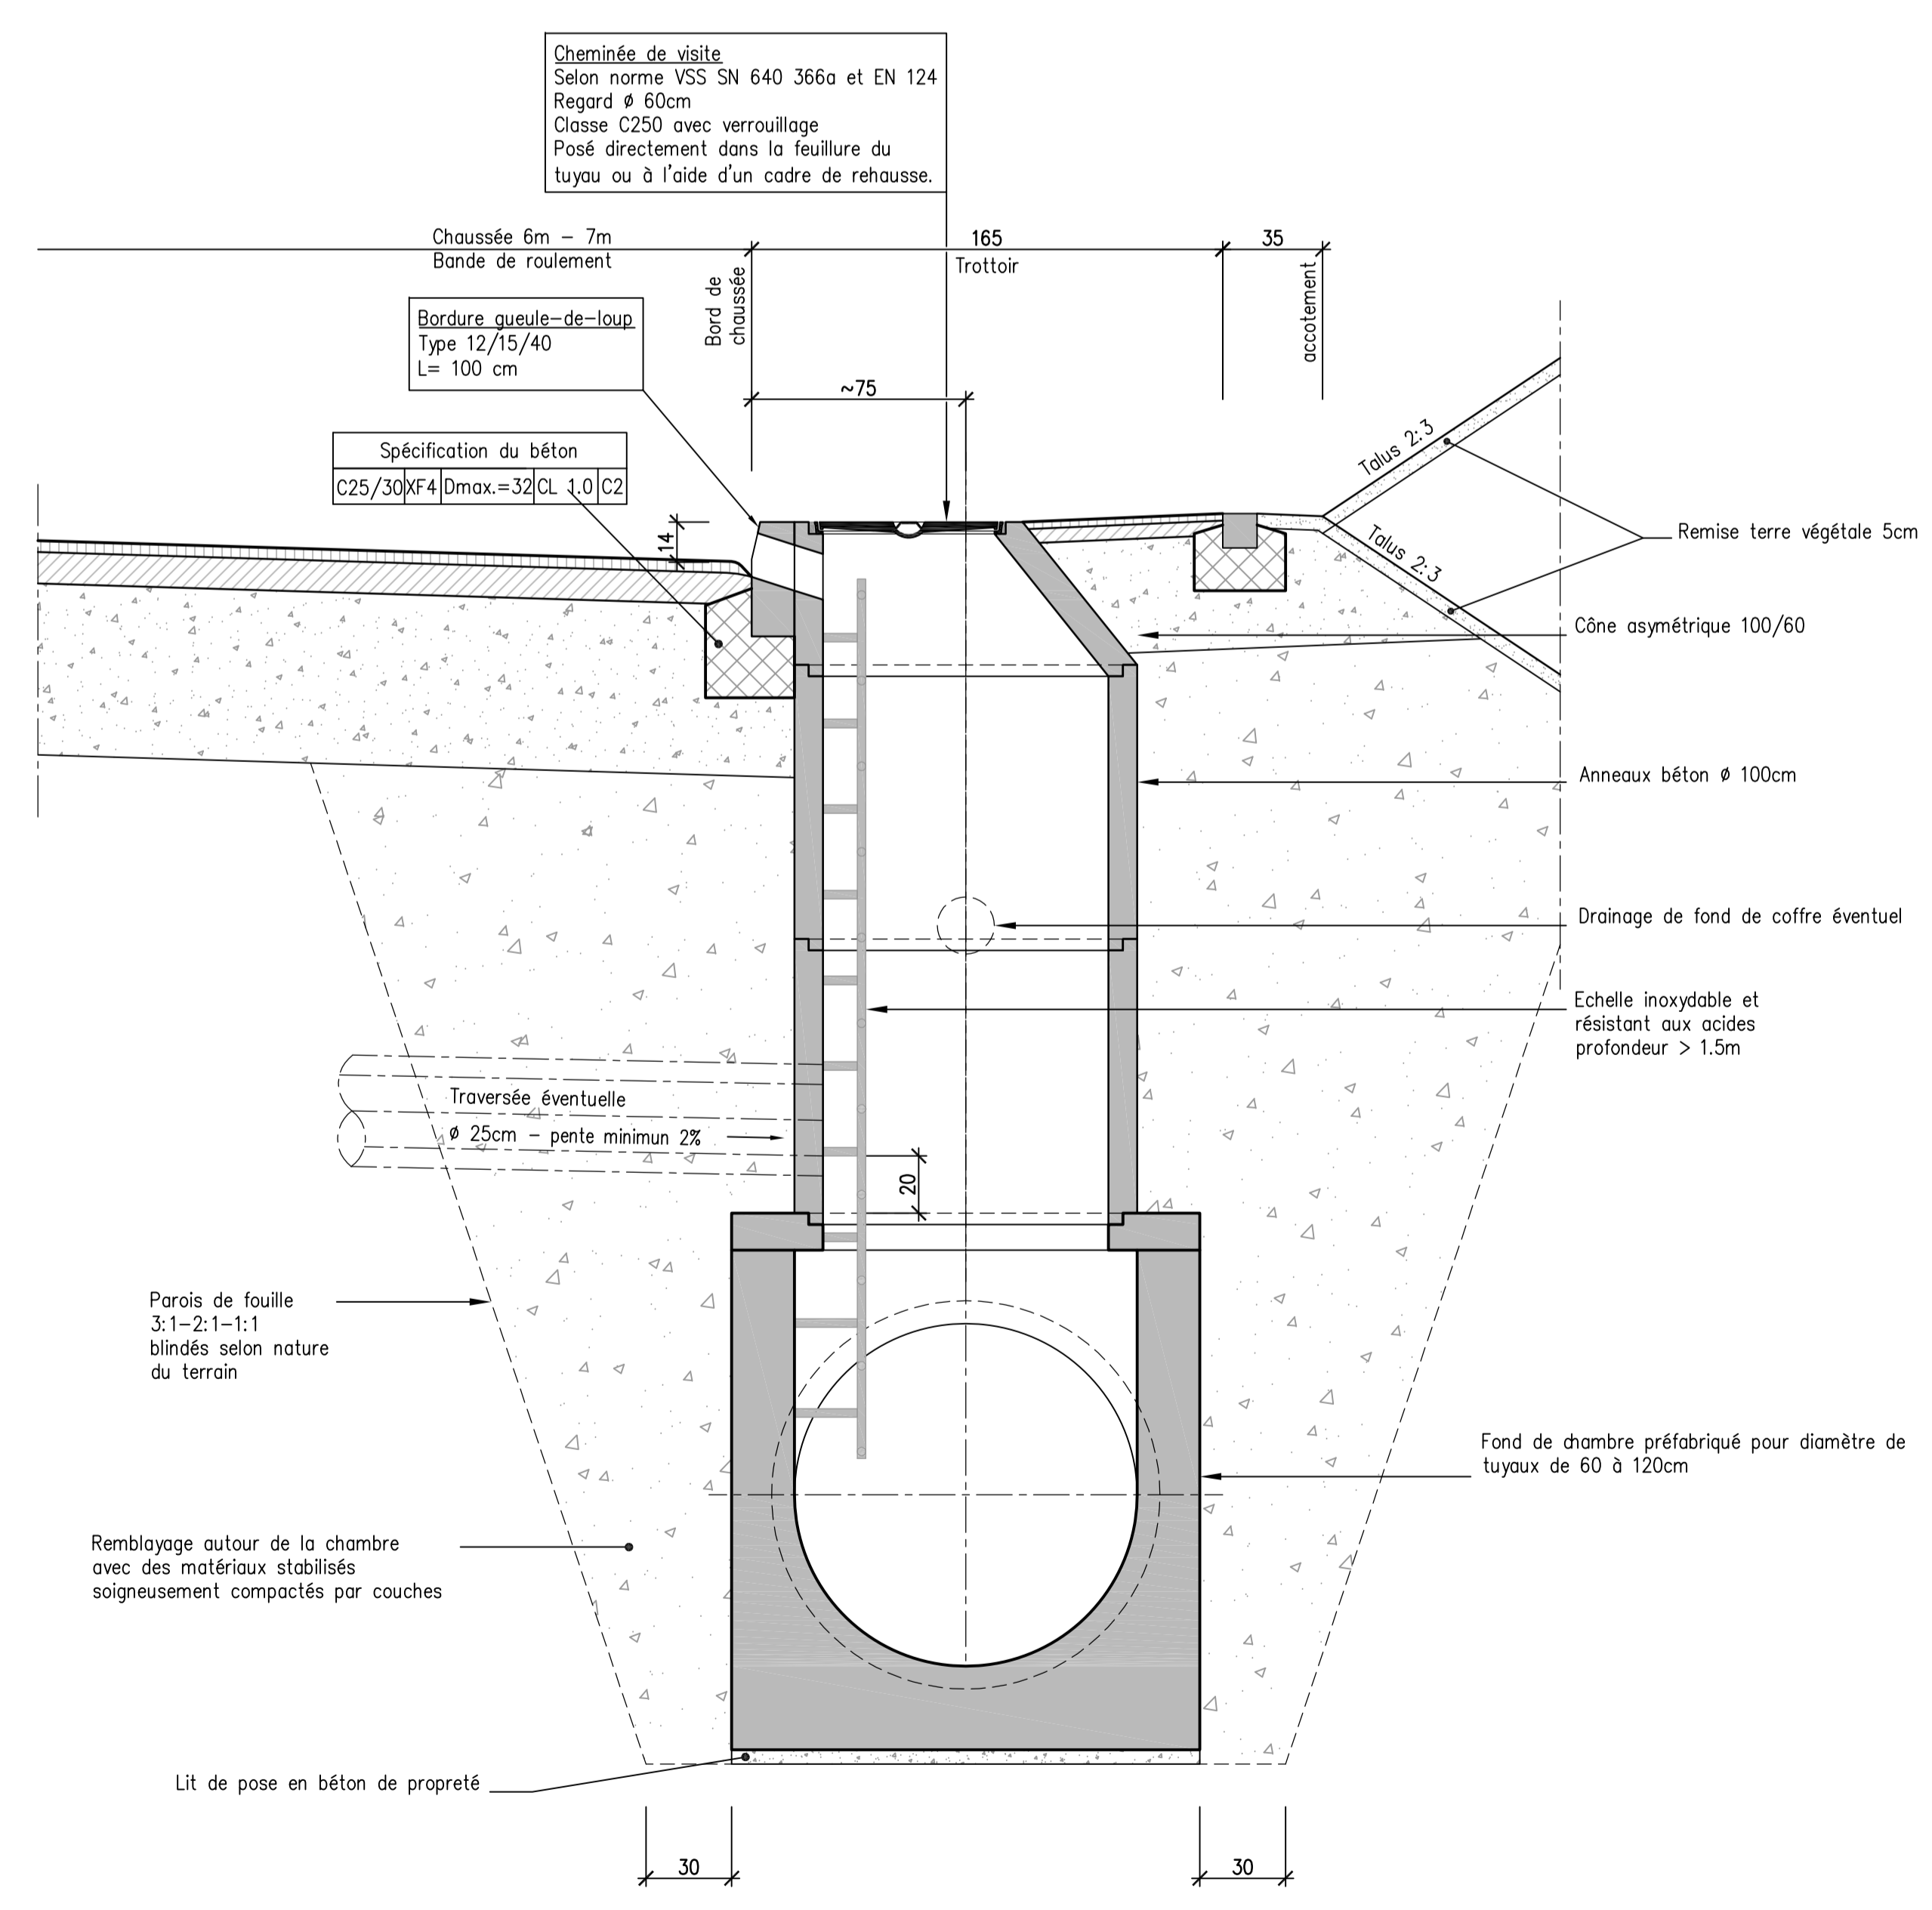 Cheminée de visite
Selon norme VSS SN 640 366a et EN 124
Regard ø 60cm
Classe C250 avec verrouillage
Posé directement dans la feuillure du
tuyau ou à l'aide d'un cadre de rehausse.
Chaussée 6m - 7m
Bande de roulement
165
Trottoir
35
Bord de
chaussée
accotement
Bordure gueule-de-loup
Type 12/15/40
L= 100 cm
~75
Spécification du béton
C25/30 XF4 Dmax.=32 CL 1.0 C2
14
Talus 2:3
Talus 2:3
Remise terre végétale 5cm
Cône asymétrique 100/60
Anneaux béton ø 100cm
Drainage de fond de coffre éventuel
Echelle inoxydable et
résistant aux acides
profondeur > 1.5m
Traversée éventuelle
ø 25cm - pente minimun 2%
20
Parois de fouille
3:1-2:1-1:1
blindés selon nature
du terrain
Fond de chambre préfabriqué pour diamètre de
tuyaux de 60 à 120cm
Remblayage autour de la chambre
avec des matériaux stabilisés
soigneusement compactés par couches
Lit de pose en béton de propreté
30
30